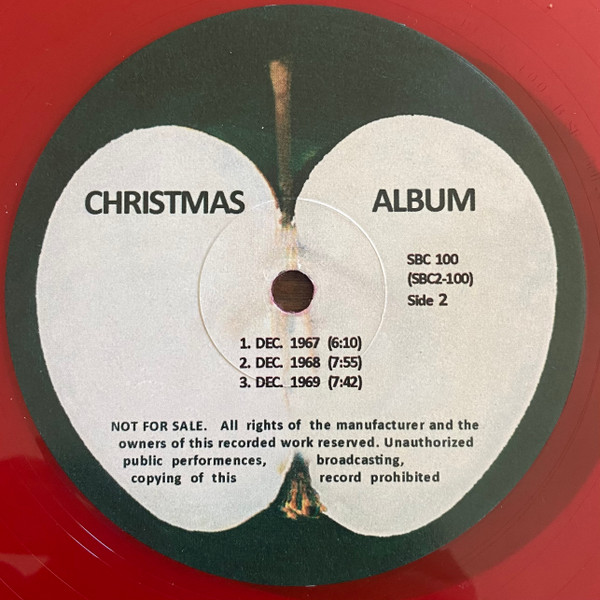 CHRISTMAS ALBUM
SBC 100
(SBC2-100)
Side 2
1. DEC. 1967 (6:10)
2. DEC. 1968 (7:55)
3. DEC. 1969 (7:42)
NOT FOR SALE. All rights of the manufacturer and the
owners of this recorded work reserved. Unauthorized
public performences, broadcasting,
copying of this record prohibited